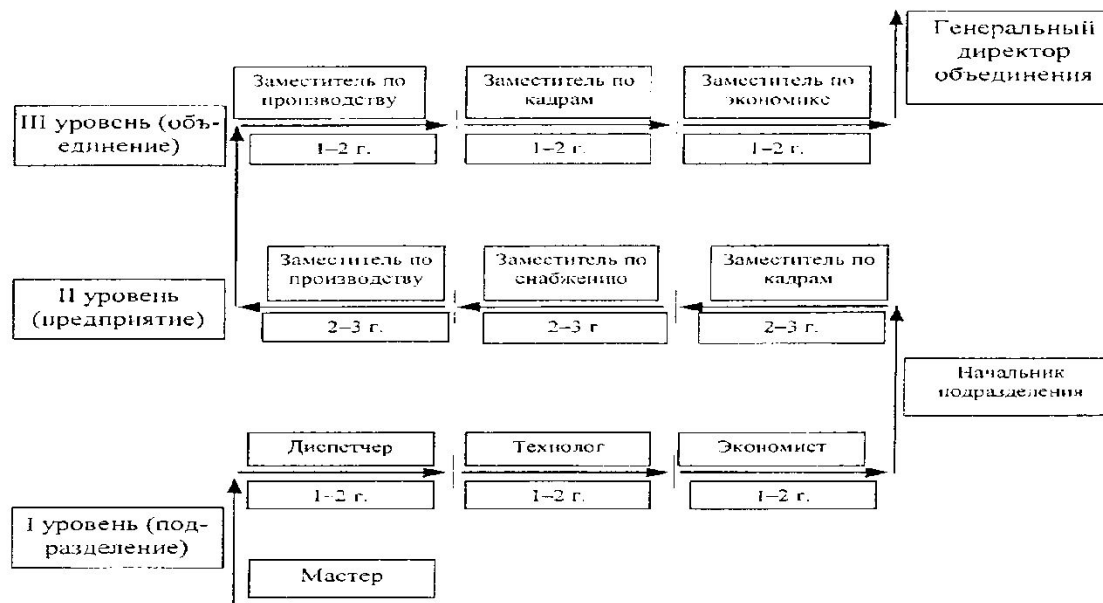 Генеральный
директор
объединения
Заместитель по
производству
Заместитель по
кадрам
Заместитель по
экономике
III уровень (объ-
единение)
1–2 г.
1–2 г.
1–2 г.
Заместитель по
производству
Заместитель по
снабжению
Заместитель по
кадрам
II уровень
(предприятие)
2–3 г.
2–3 г
2–3 г.
Начальник
подразделения
Диспетчер
Технолог
Экономист
1–2 г.
1–2 г.
1–2 г.
I уровень (под-
разделение)
Мастер